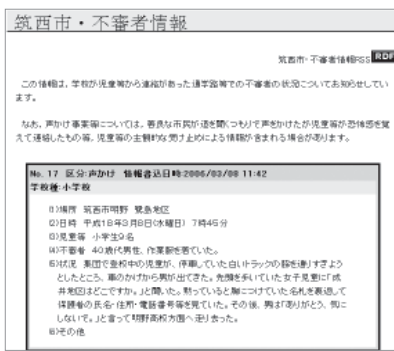 筑西市・不審者情報
筑西市・不審者情報RSS RDF
この情報は、学校が児童等から連絡があった通学路等での不審者の状況についてお知らせしてい
ます。
なお、声かけ事案等については、善良な市民が道を聞くつもりで声をかけたが児童等が恐怖感を覚
えて連絡したもの等、児童等の主観的な受け止めによる情報が含まれる場合があります。
No. 17 区分:声かけ 情報書込日時:2006/03/08 11:42
学校種:小学校
(1)場所 筑西市明野 鷺島地区
(2)日時 平成18年3月8日(水曜日) 7時45分
(3)児童等 小学生9名
(4)不審者 40歳代男性、作業服を着ていた。
(5)状況 集団で登校中の児童が、停車していた白いトラックの脇を通りすぎよう
としたところ、車のかげから男が出てきた。先頭を歩いていた女子児童に「成
井地区はどこですか。」と聞いた。黙っていると胸につけていた名札を裏返して
保護者の氏名・住所・電話番号等を見ていた。その後、男は「ありがとう、気に
しないで。」と言って明野高校方面へ走り去った。
(6)その他